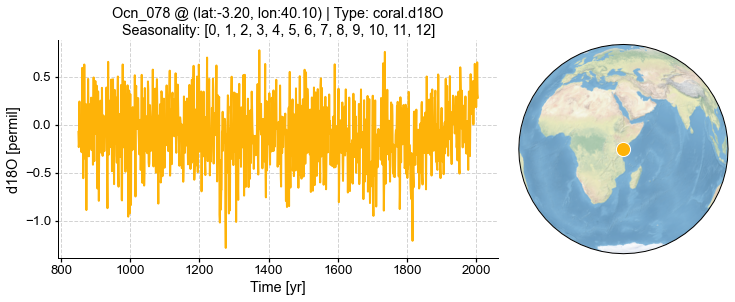 Ocn_078 @ (lat:-3.20, lon:40.10) | Type: coral.d18O
Seasonality: [0, 1, 2, 3, 4, 5, 6, 7, 8, 9, 10, 11, 12]
d18O [permil]
0.5
0.0
−0.5
−1.0
800 1000 1200 1400 1600 1800 2000
Time [yr]